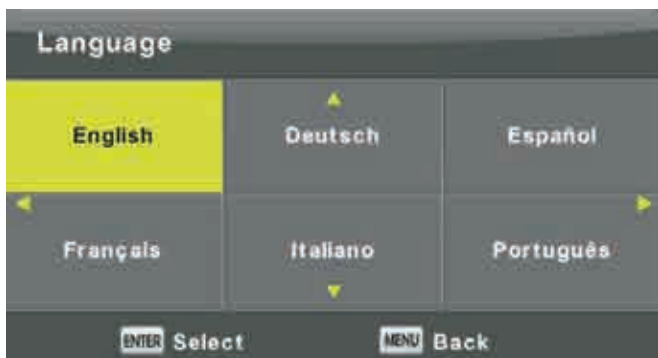 Language
English Deutsch Español
Français Italiano Português
ENTER Select MENU Back